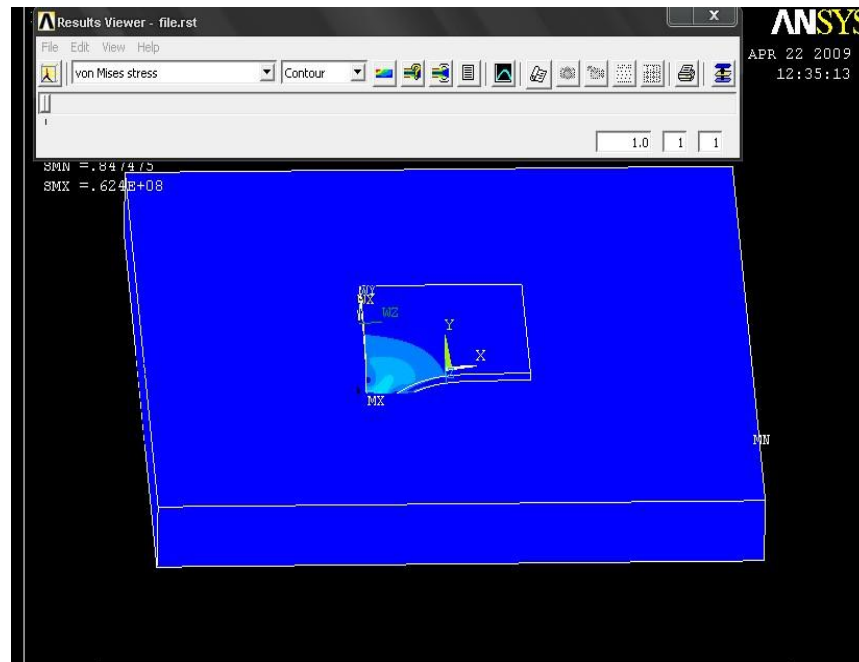 Results Viewer - file.rst
X
ANSYS
File Edit View Help
APR 22 2009
12:35:13
von Mises stress
Contour
1.0 1 1
SMN =.847475
SMX =.624E+08
WY
WZ
Y
X
Z
MX
MN